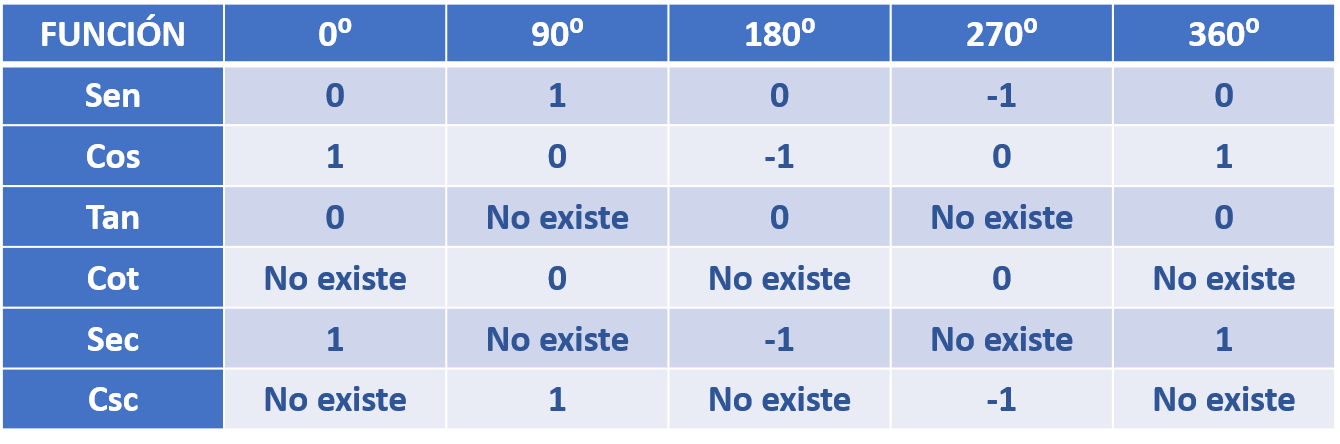 FUNCIÓN 0º 90º 180º 270º 360º
Sen 0 1 0 -1 0
Cos 1 0 -1 0 1
Tan 0 No existe 0 No existe 0
Cot No existe 0 No existe 0 No existe
Sec 1 No existe -1 No existe 1
Csc No existe 1 No existe -1 No existe